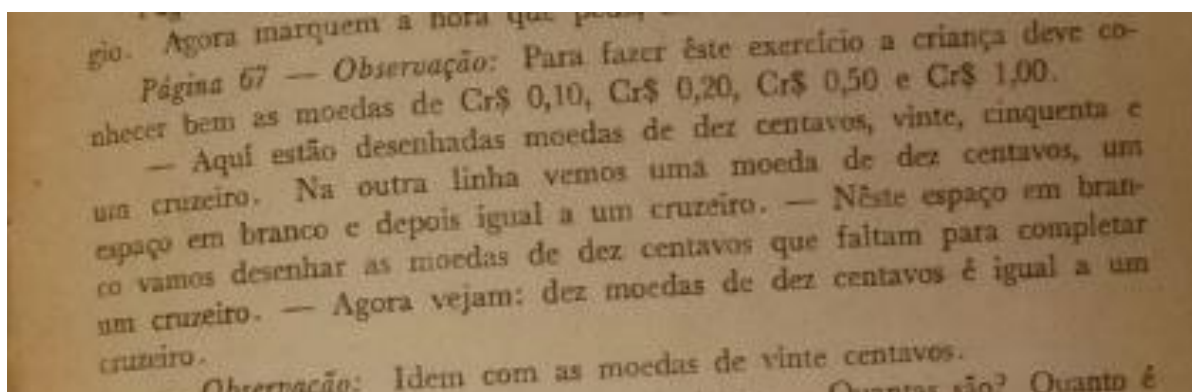 gio. Agora marquem a hora que
Página 67 — Observação: Para fazer êste exercício a criança deve co-
nhecer bem as moedas de Cr$ 0,10, Cr$ 0,20, Cr$ 0,50 e Cr$ 1,00.
— Aquí estão desenhadas moedas de dez centavos, vinte, cinquenta e
um cruzeiro. Na outra linha vemos uma moeda de dez centavos, um
espaço em branco e depois igual a um cruzeiro. — Nêste espaço em bran-
co vamos desenhar as moedas de dez centavos que faltam para completar
um cruzeiro. — Agora vejam: dez moedas de dez centavos é igual a um
cruzeiro.
Observação: Idem com as moedas de vinte centavos.
Quantas são? Quanto é